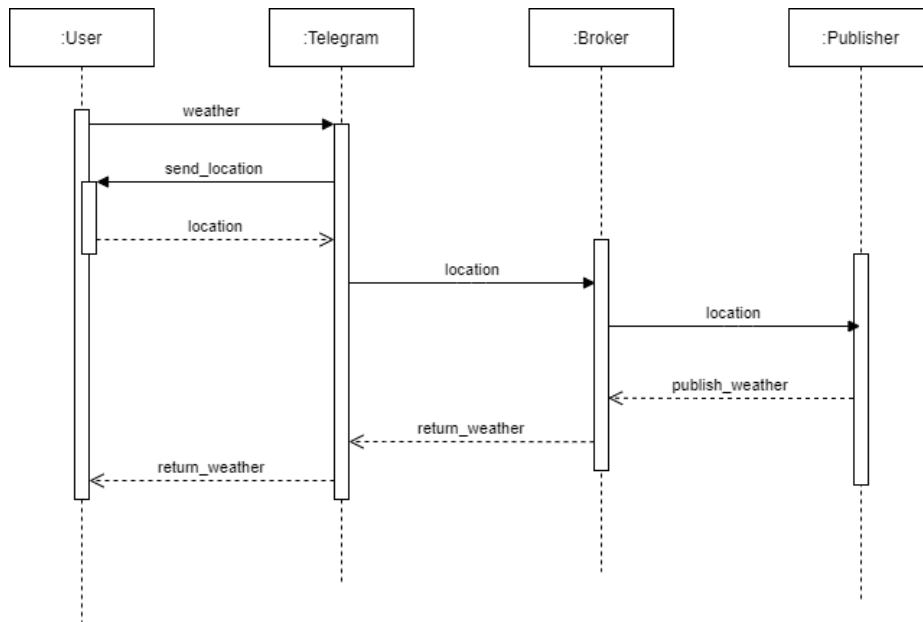 :User
:Telegram
:Broker
:Publisher
weather
send_location
location
location
location
publish_weather
return_weather
return_weather